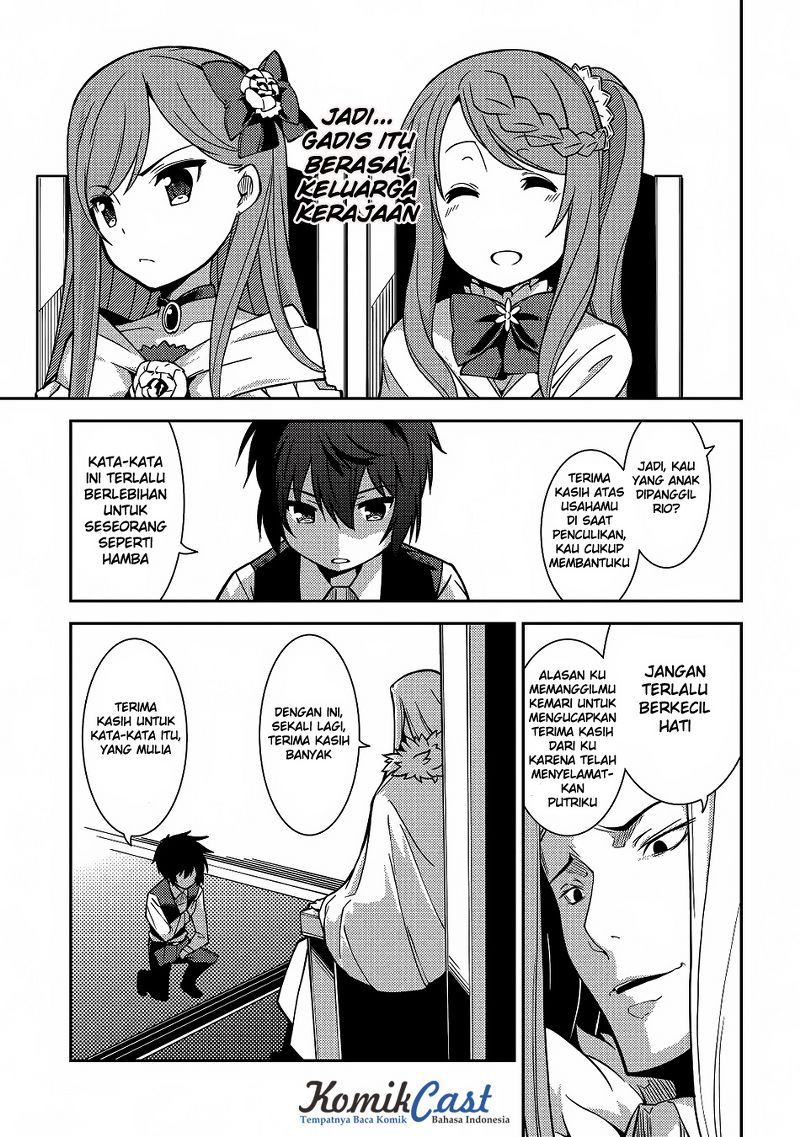 JADI...
GADIS ITU
BERASAL
KELUARGA
KERAJAAN
JADI, KAU
YANG ANAK
DIPANGGIL
RIO?
TERIMA
KASIH ATAS
USAHAMU
DI SAAT
PENCULIKAN,
KAU CUKUP
MEMBANTUKU
KATA-KATA
INI TERLALU
BERLEBIHAN
UNTUK
SESEORANG
SEPERTI
HAMBA
JANGAN
TERLALU
BERKECIL
HATI
ALASAN KU
MEMANGGILMU
KEMARI UNTUK
MENGUCAPKAN
TERIMA KASIH
DARI KU
KARENA TELAH
MENYELAMAT-
KAN
PUTRIKU
DENGAN INI,
SEKALI LAGI,
TERIMA KASIH
BANYAK
TERIMA
KASIH UNTUK
KATA-KATA ITU,
YANG MULIA
KomikCast
Tempatnya Baca Komik Bahasa Indonesia